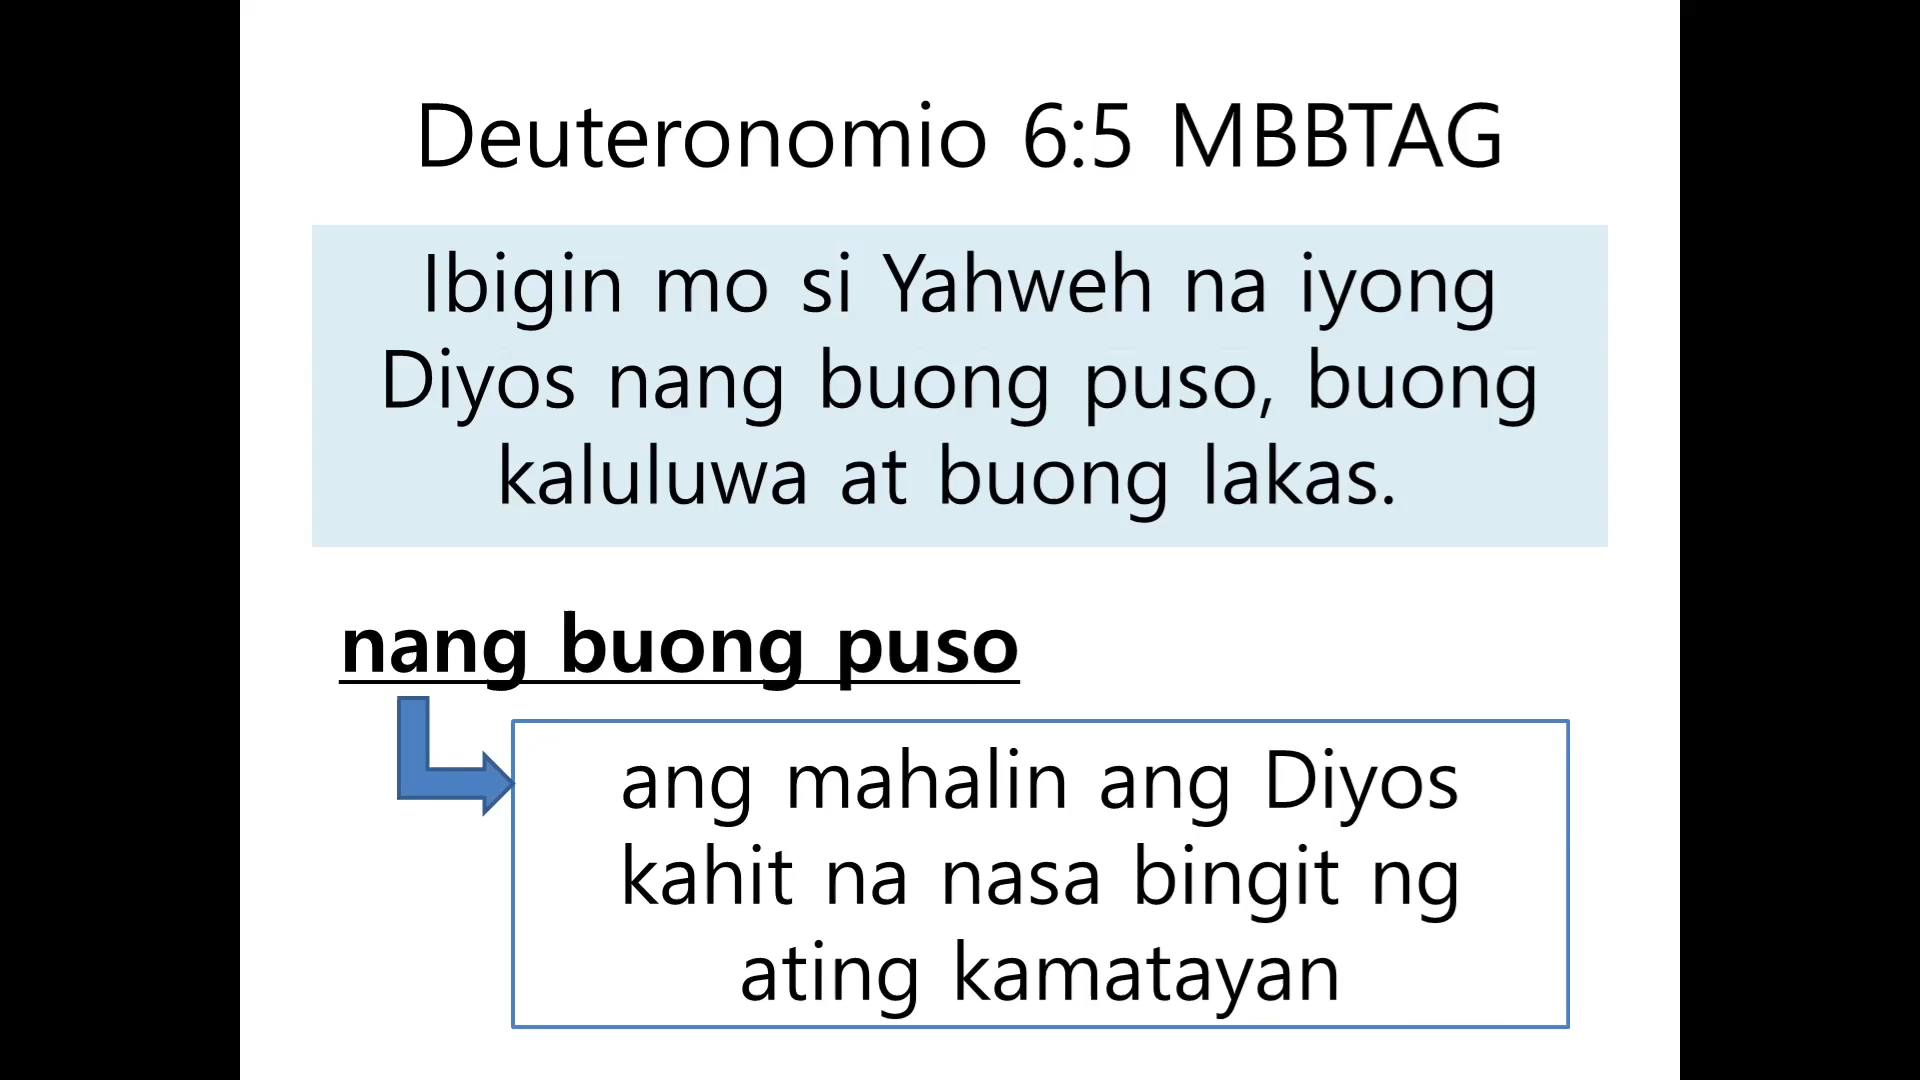 Deuteronomio 6:5 MBBTAG
Ibigin mo si Yahweh na iyong
Diyos nang buong puso, buong
kaluluwa at buong lakas.
nang buong puso
ang mahalin ang Diyos
kahit na nasa bingit ng
ating kamatayan